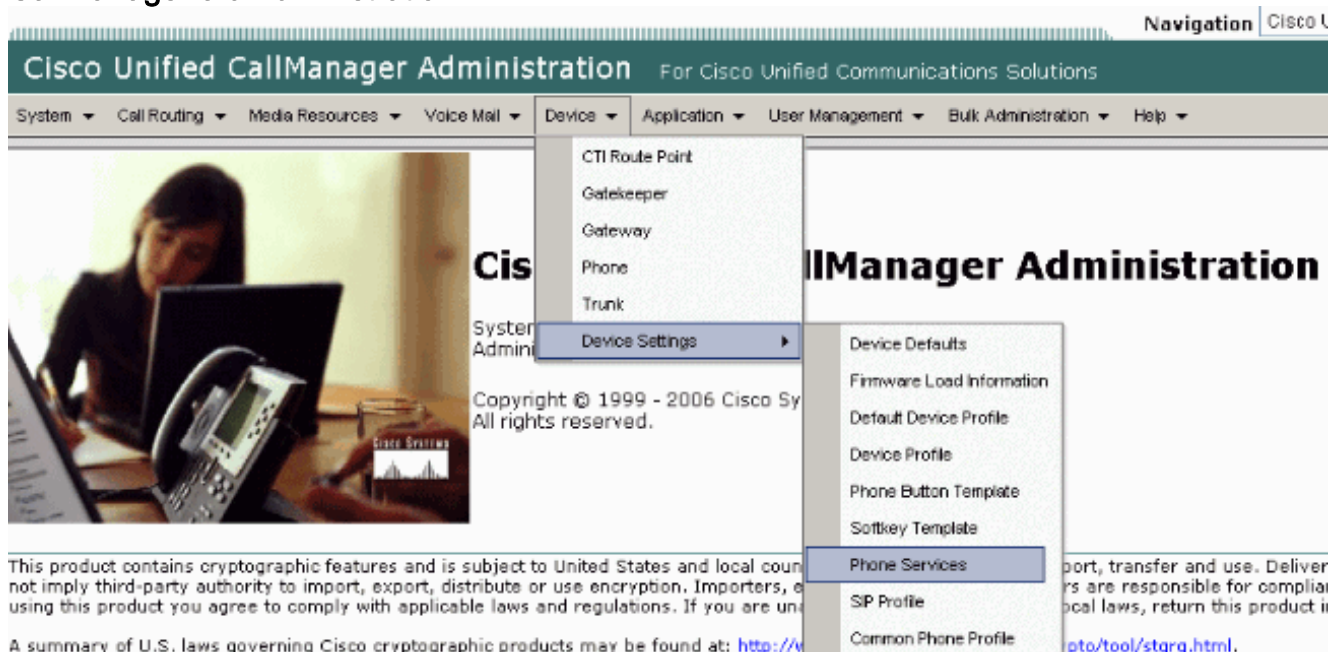 Navigation Cisco U
Cisco Unified CallManager Administration For Cisco Unified Communications Solutions
System Call Routing Media Resources Voice Mail Device Application User Management Bulk Administration Help
CTI Route Point
Gatekeeper
Gateway
Phone
Trunk
Device Settings
Cis llManager Administration
System
Admini
Copyright © 1999 - 2006 Cisco Sy
All rights reserved.
CISCO SYSTEMS
Device Defaults
Firmware Load Information
Default Device Profile
Device Profile
Phone Button Template
Softkey Template
Phone Services
SIP Profile
Common Phone Profile
This product contains cryptographic features and is subject to United States and local coun port, transfer and use. Deliver
not imply third-party authority to import, export, distribute or use encryption. Importers, e rs are responsible for complian
using this product you agree to comply with applicable laws and regulations. If you are una ocal laws, return this product i
A summary of U.S. laws governing Cisco cryptographic products may be found at: http://w pto/tool/stqrg.html.